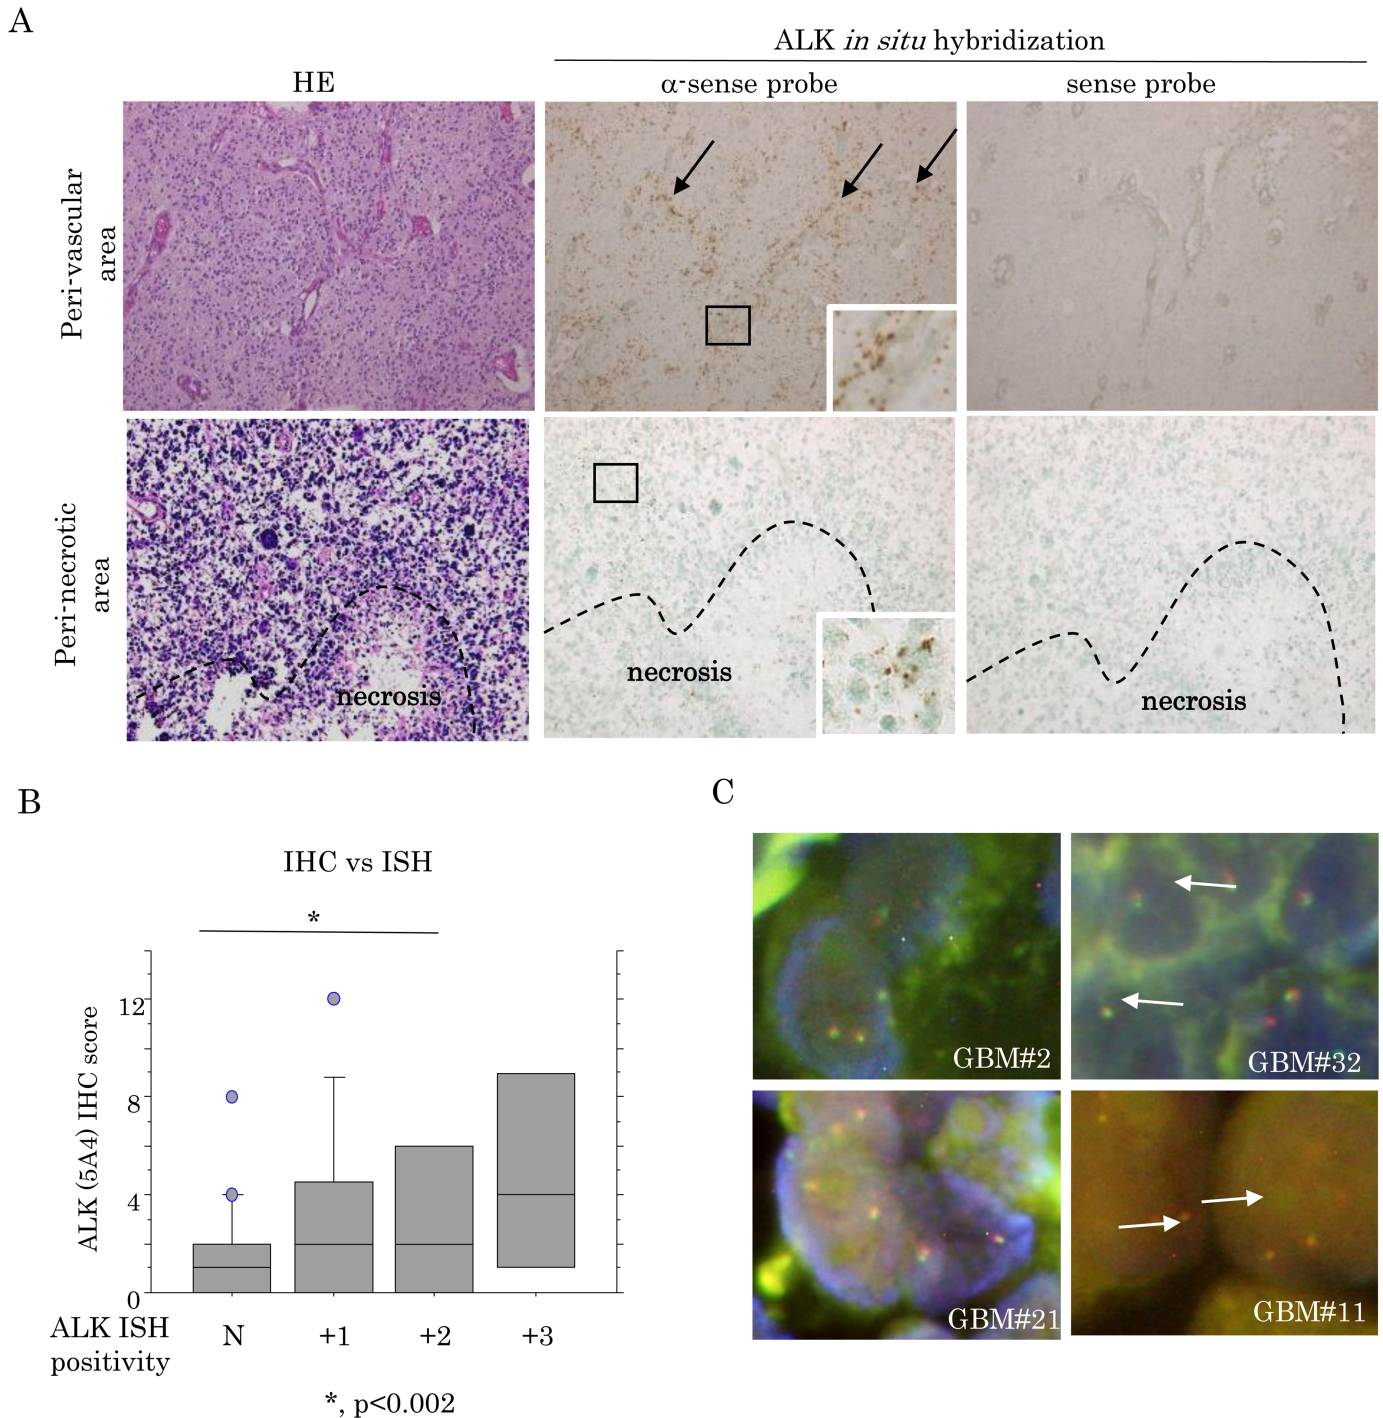 A
ALK in situ hybridization
HE
α-sense probe
sense probe
Peri-vascular
area
Peri-necrotic
area
necrosis
necrosis
necrosis
B
C
IHC vs ISH
*
ALK (5A4) IHC score
12
8
4
0
ALK ISH
positivity
N
+1
+2
+3
*, p<0.002
GBM#2
GBM#32
GBM#21
GBM#11